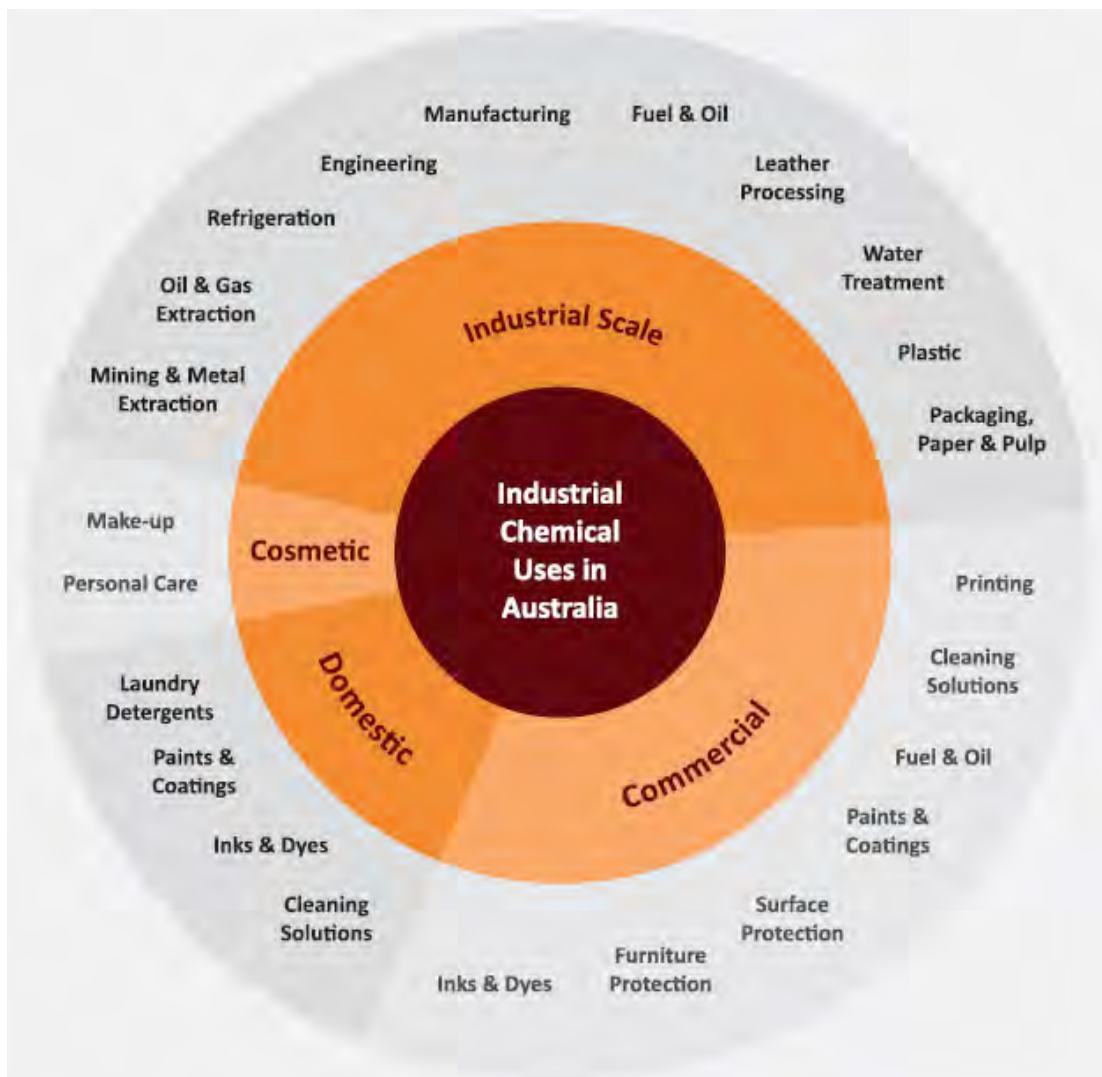 Industrial
Chemical
Uses in
Australia
Industrial Scale
Manufacturing
Fuel & Oil
Engineering
Leather
Processing
Refrigeration
Water
Treatment
Oil & Gas
Extraction
Plastic
Mining & Metal
Extraction
Packaging,
Paper & Pulp
Cosmetic
Make-up
Personal Care
Domestic
Laundry
Detergents
Paints &
Coatings
Inks & Dyes
Cleaning
Solutions
Commercial
Printing
Cleaning
Solutions
Fuel & Oil
Paints &
Coatings
Surface
Protection
Furniture
Protection
Inks & Dyes